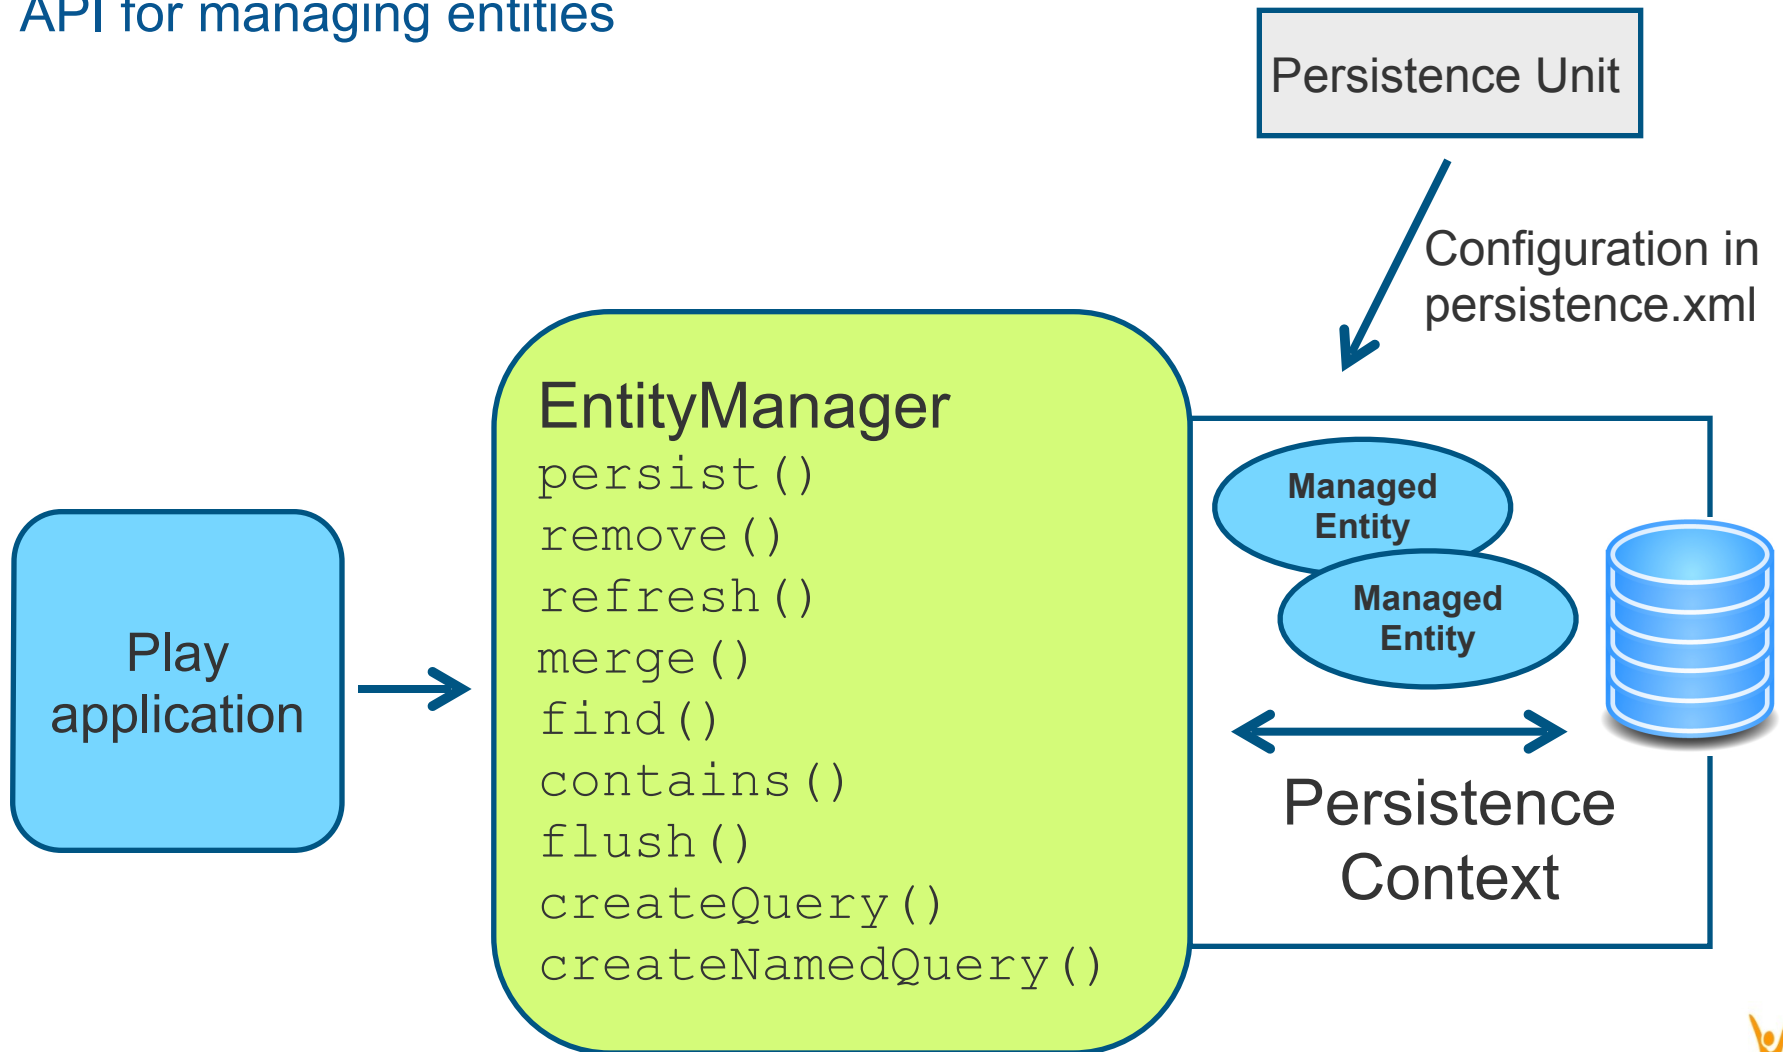 API for managing entities
Persistence Unit
Configuration in
persistence.xml
EntityManager
persist()
remove()
refresh()
merge()
find()
contains()
flush()
createQuery()
createNamedQuery()
Play
application
Managed
Entity
Managed
Entity
Persistence
Context